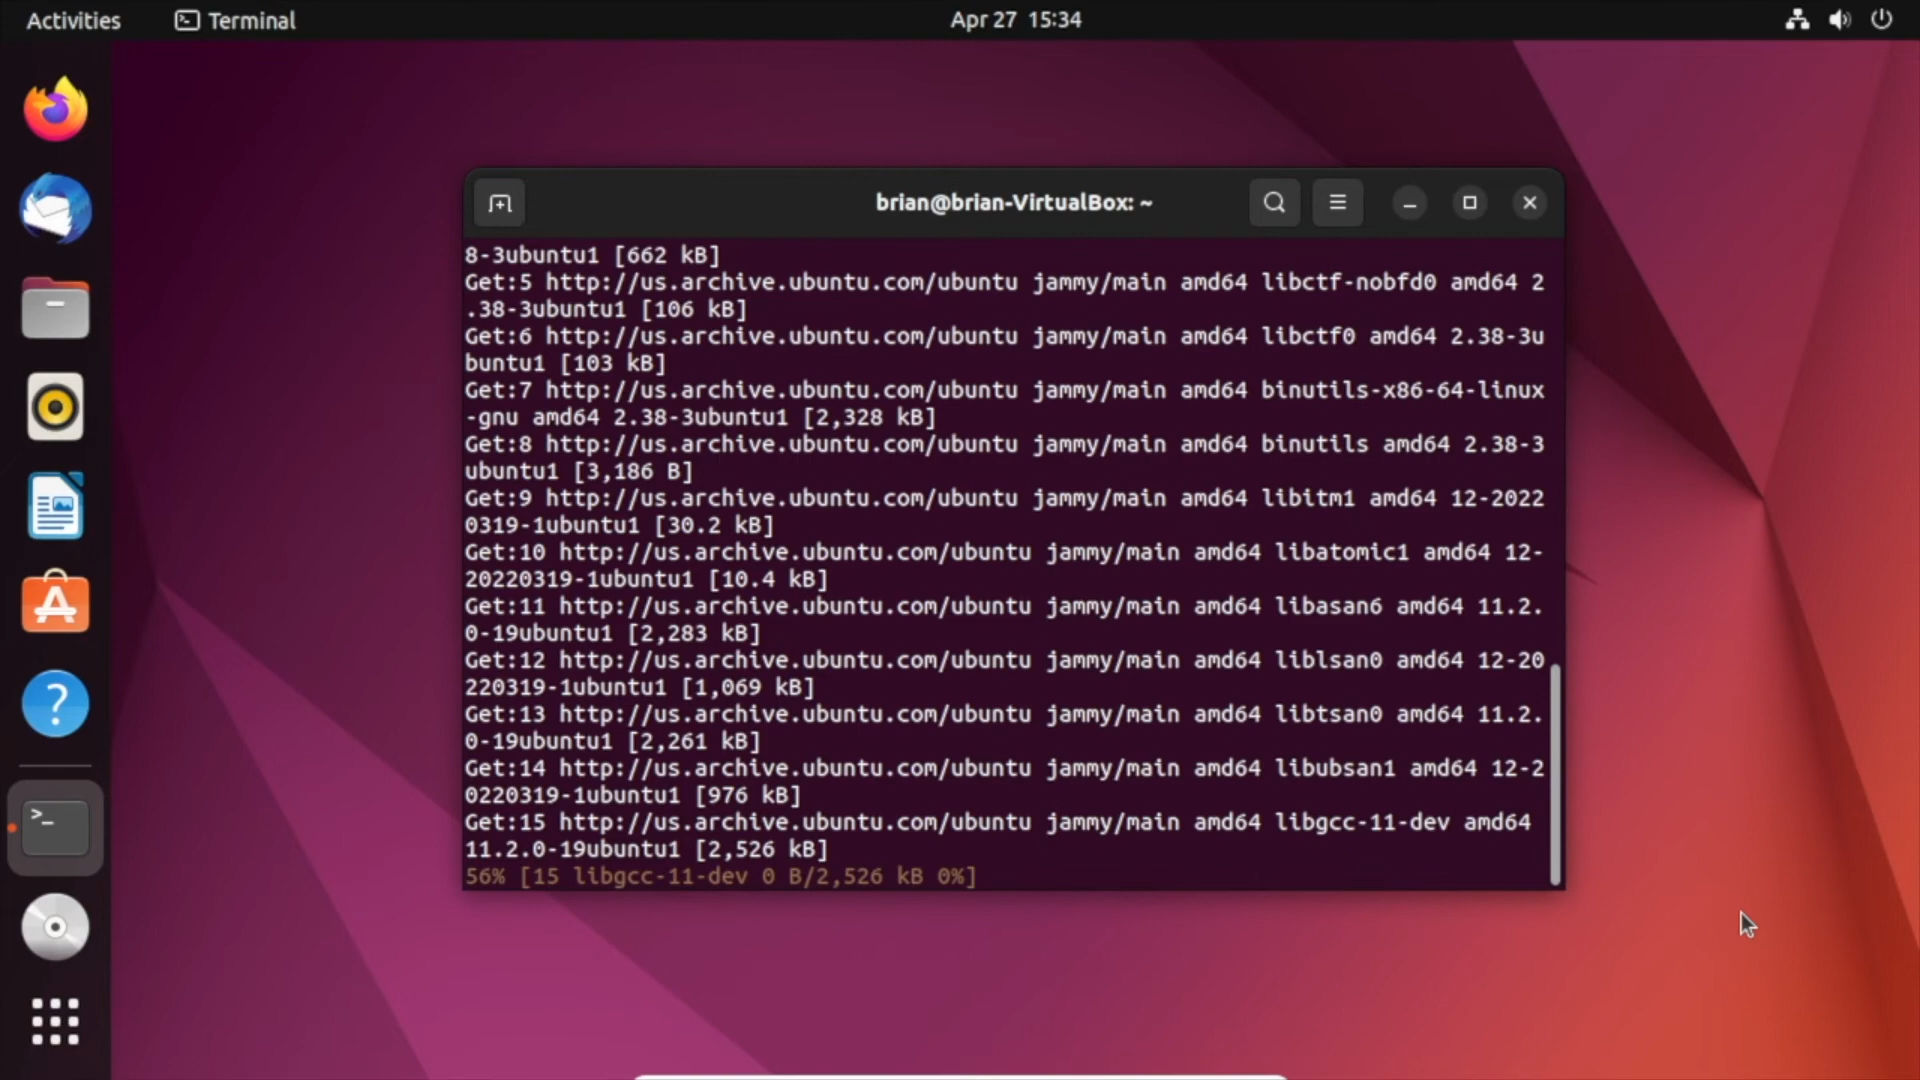 Activities Terminal Apr 27 15:34
brian@brian-VirtualBox: ~
8-3ubuntu1 [662 kB]
Get:5 http://us.archive.ubuntu.com/ubuntu jammy/main amd64 libctf-nobfd0 amd64 2
.38-3ubuntu1 [106 kB]
Get:6 http://us.archive.ubuntu.com/ubuntu jammy/main amd64 libctf0 amd64 2.38-3u
buntu1 [103 kB]
Get:7 http://us.archive.ubuntu.com/ubuntu jammy/main amd64 binutils-x86-64-linux
-gnu amd64 2.38-3ubuntu1 [2,328 kB]
Get:8 http://us.archive.ubuntu.com/ubuntu jammy/main amd64 binutils amd64 2.38-3
ubuntu1 [3,186 B]
Get:9 http://us.archive.ubuntu.com/ubuntu jammy/main amd64 libitm1 amd64 12-2022
0319-1ubuntu1 [30.2 kB]
Get:10 http://us.archive.ubuntu.com/ubuntu jammy/main amd64 libatomic1 amd64 12-
20220319-1ubuntu1 [10.4 kB]
Get:11 http://us.archive.ubuntu.com/ubuntu jammy/main amd64 libasan6 amd64 11.2.
0-19ubuntu1 [2,283 kB]
Get:12 http://us.archive.ubuntu.com/ubuntu jammy/main amd64 liblsan0 amd64 12-20
220319-1ubuntu1 [1,069 kB]
Get:13 http://us.archive.ubuntu.com/ubuntu jammy/main amd64 libtsan0 amd64 11.2.
0-19ubuntu1 [2,261 kB]
Get:14 http://us.archive.ubuntu.com/ubuntu jammy/main amd64 libubsan1 amd64 12-2
0220319-1ubuntu1 [976 kB]
Get:15 http://us.archive.ubuntu.com/ubuntu jammy/main amd64 libgcc-11-dev amd64
11.2.0-19ubuntu1 [2,526 kB]
56% [15 libgcc-11-dev 0 B/2,526 kB 0%]